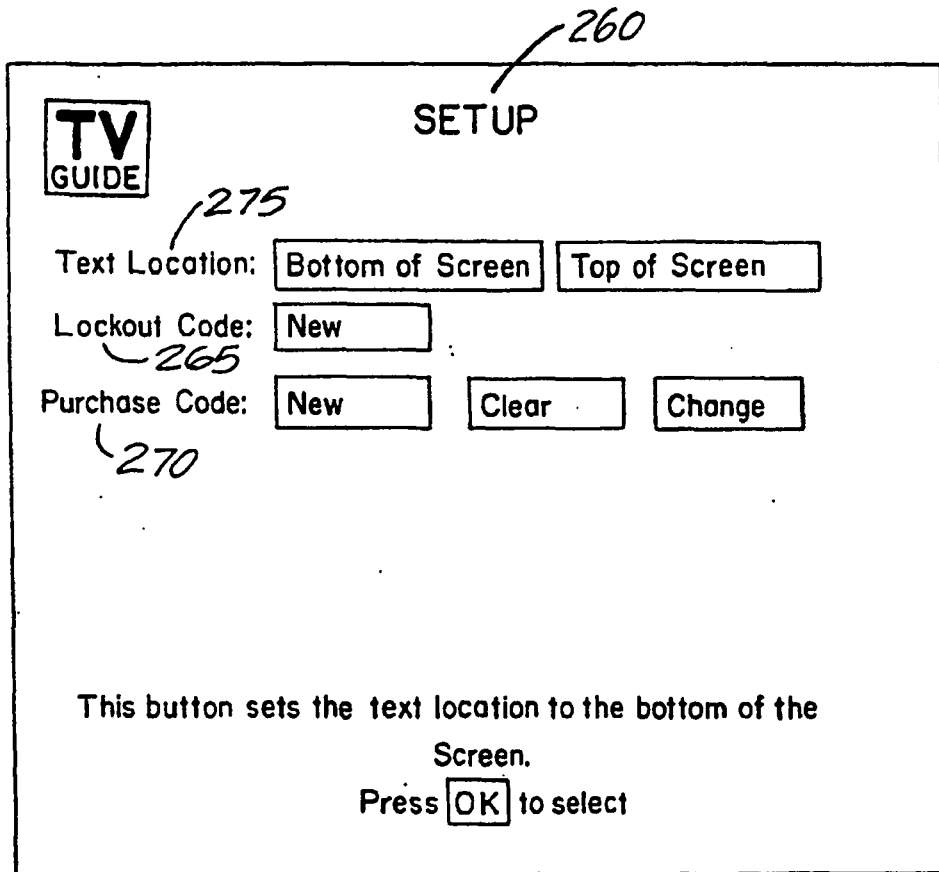 260
TV
GUIDE
SETUP
275
Text Location: Bottom of Screen Top of Screen
Lockout Code: New
265
Purchase Code: New Clear Change
270
This button sets the text location to the bottom of the
Screen.
Press OK to select